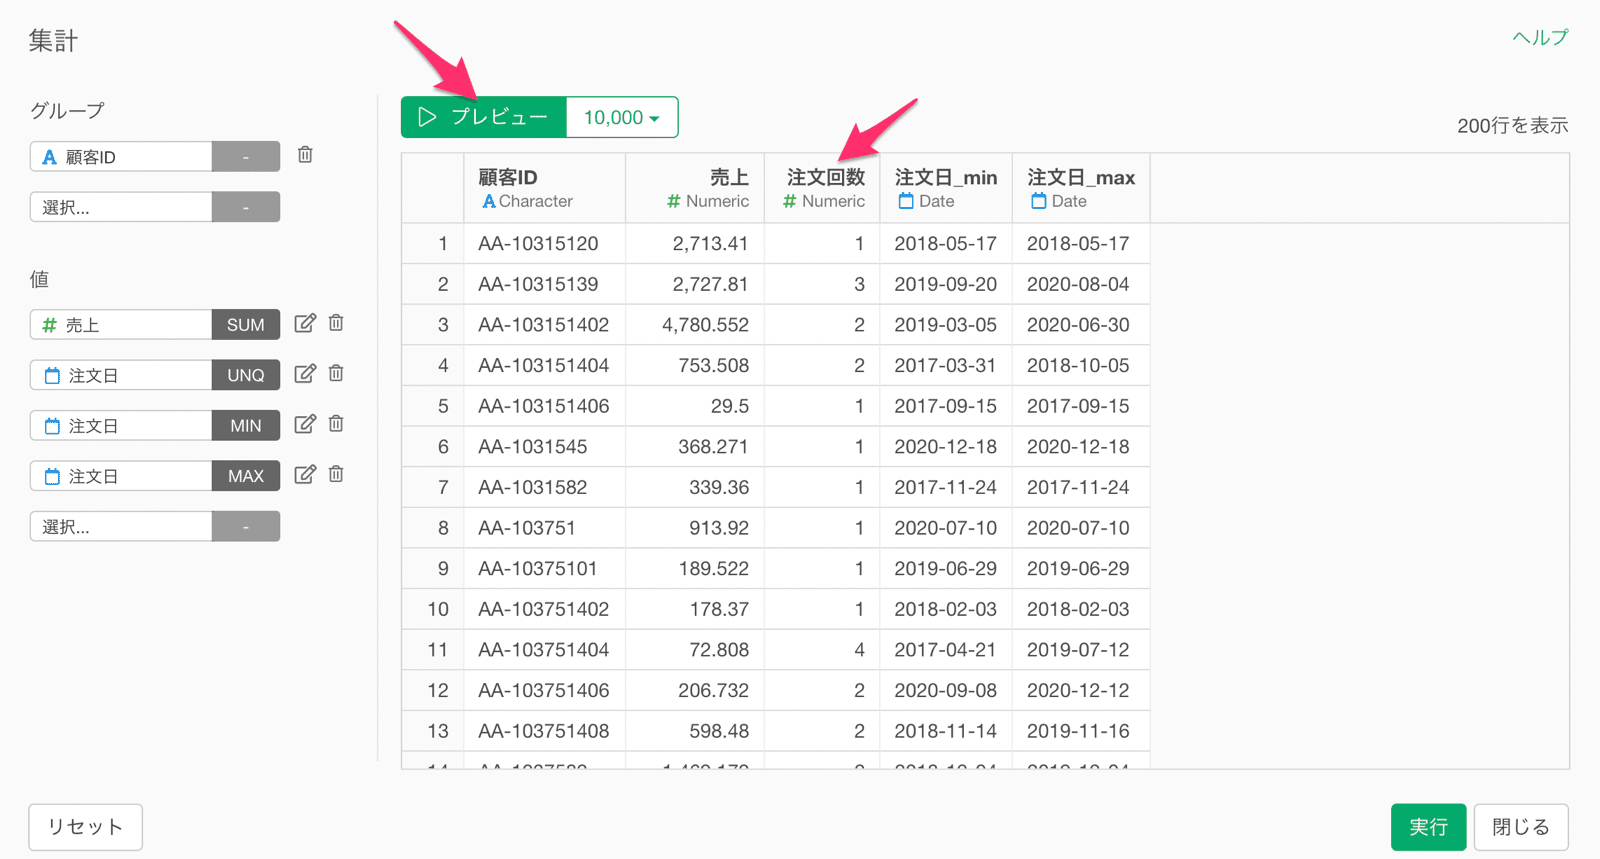 集計
ヘルプ
グループ
顧客ID -
選択... -
値
売上 SUM
注文日 UNQ
注文日 MIN
注文日 MAX
選択... -
プレビュー 10,000
200行を表示
顧客ID 売上 注文回数 注文日_min 注文日_max
Character Numeric Numeric Date Date
1 AA-10315120 2,713.41 1 2018-05-17 2018-05-17
2 AA-10315139 2,727.81 3 2019-09-20 2020-08-04
3 AA-103151402 4,780.552 2 2019-03-05 2020-06-30
4 AA-103151404 753.508 2 2017-03-31 2018-10-05
5 AA-103151406 29.5 1 2017-09-15 2017-09-15
6 AA-1031545 368.271 1 2020-12-18 2020-12-18
7 AA-1031582 339.36 1 2017-11-24 2017-11-24
8 AA-103751 913.92 1 2020-07-10 2020-07-10
9 AA-10375101 189.522 1 2019-06-29 2019-06-29
10 AA-103751402 178.37 1 2018-02-03 2018-02-03
11 AA-103751404 72.808 4 2017-04-21 2019-07-12
12 AA-103751406 206.732 2 2020-09-08 2020-12-12
13 AA-103751408 598.48 2 2018-11-14 2019-11-16
リセット
実行 閉じる